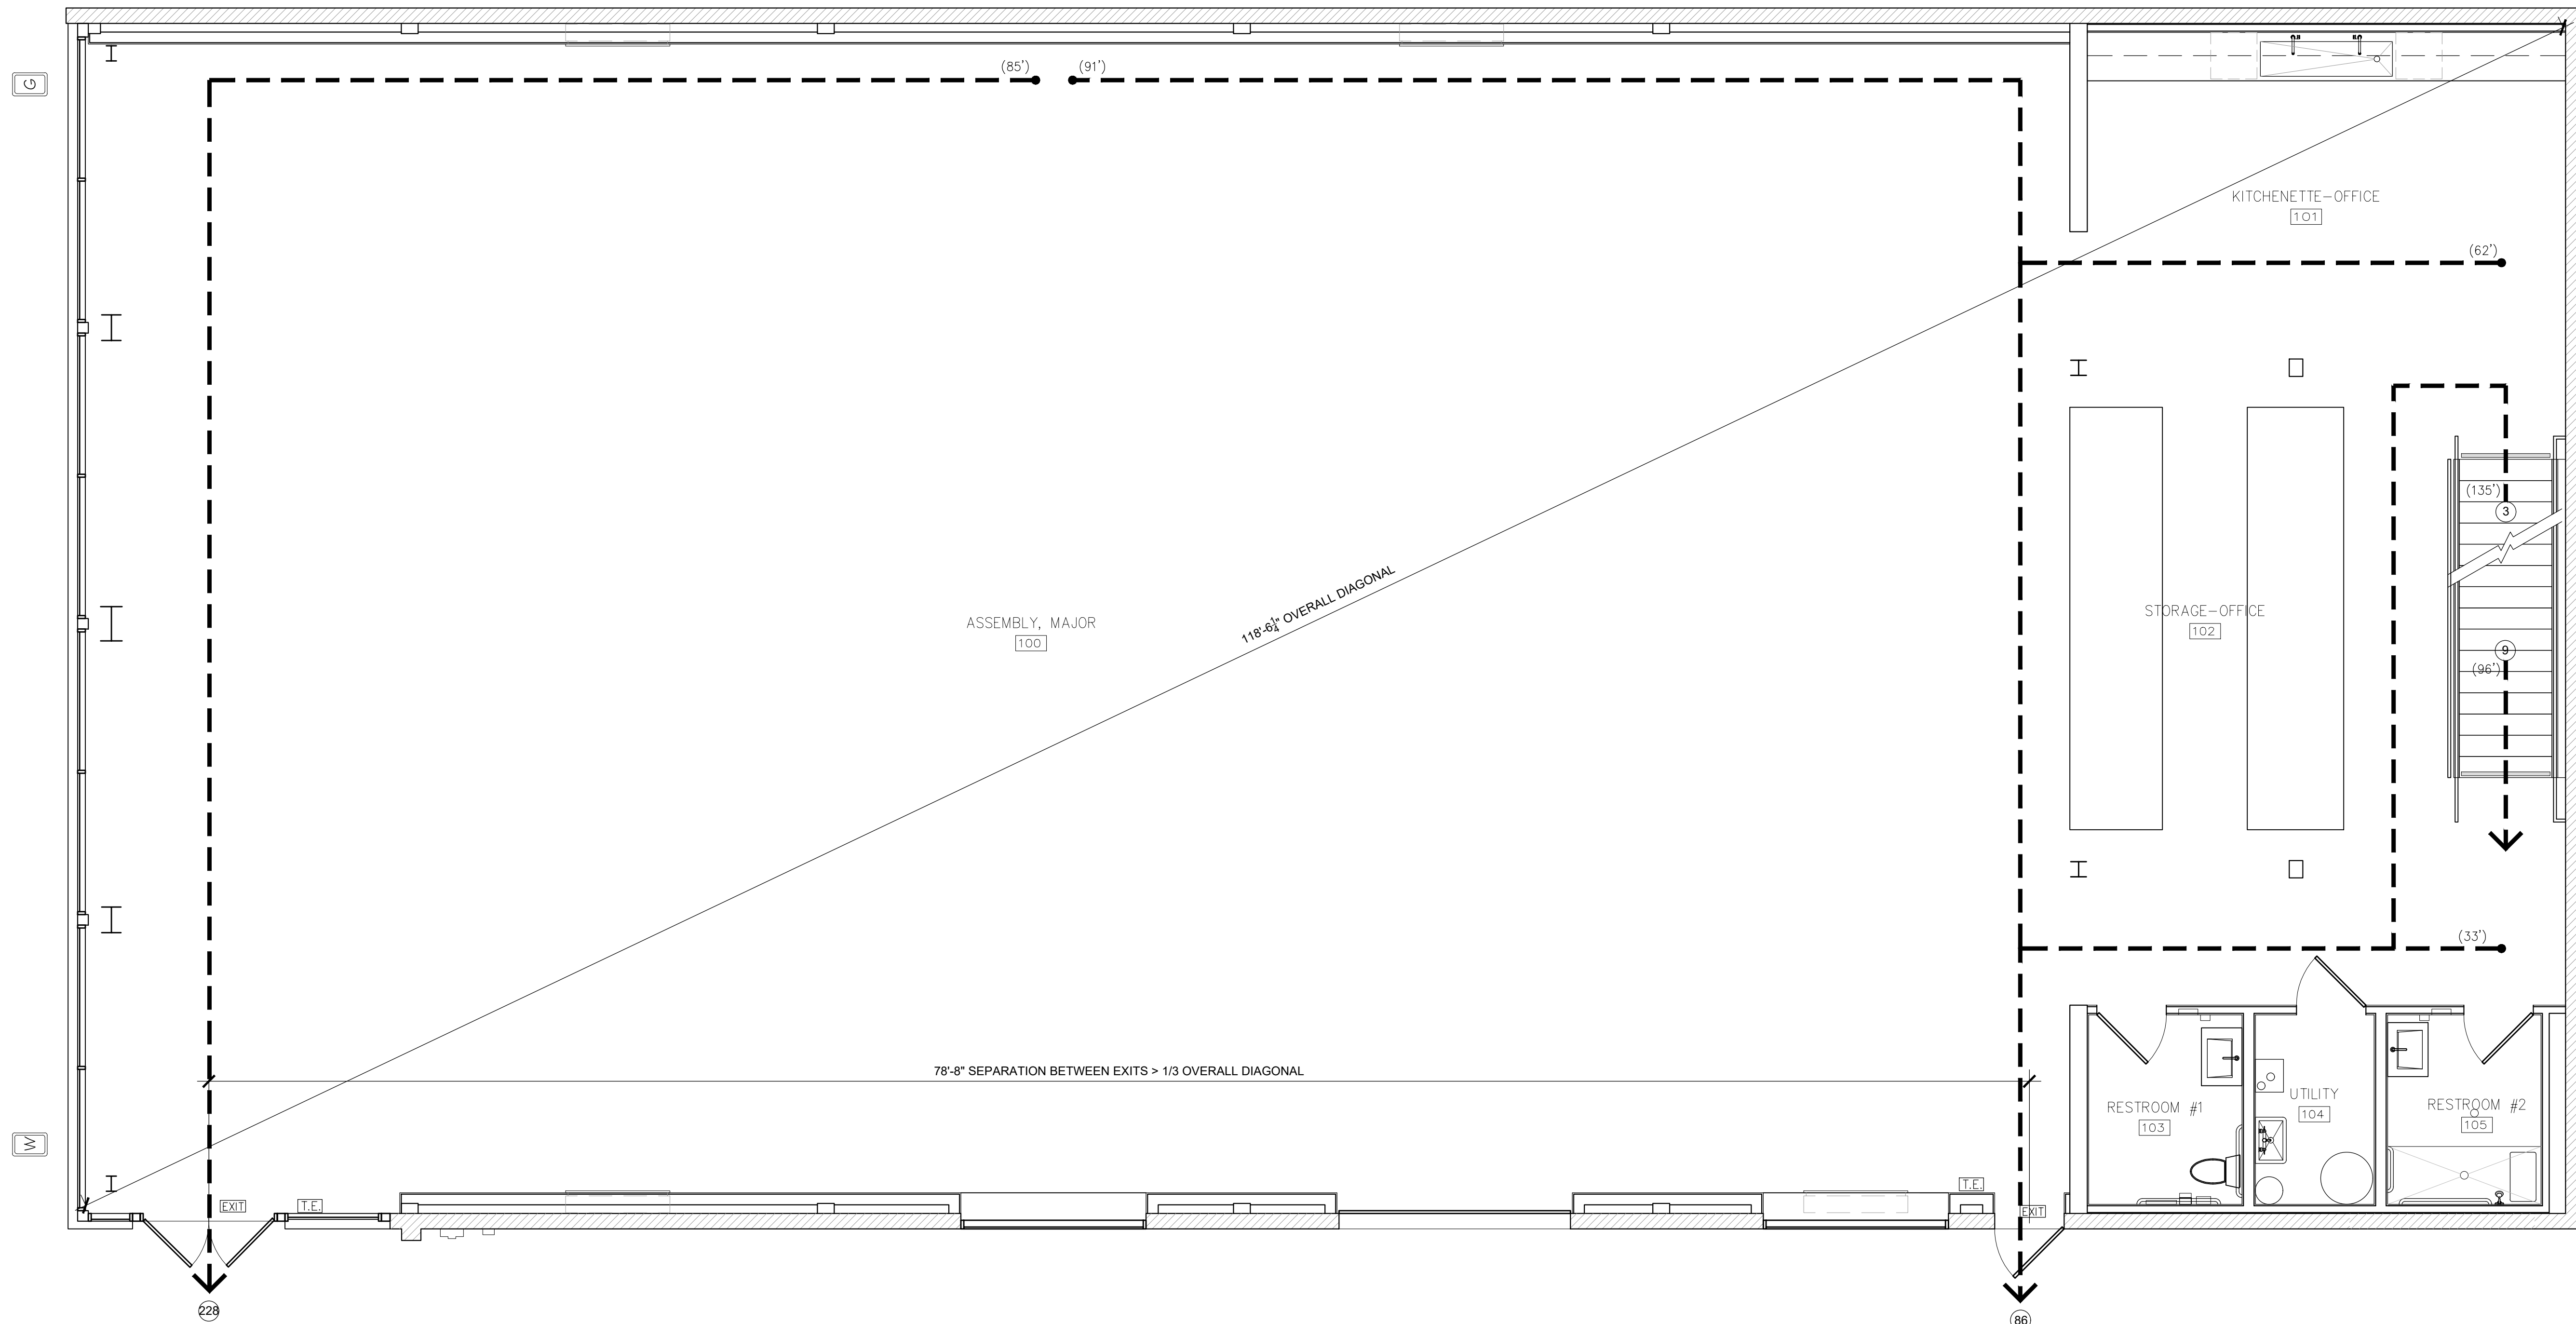 G
(85')
(91')
KITCHENETTE-OFFICE
101
(62')
(135')
3
118'-6¼" OVERALL DIAGONAL
ASSEMBLY, MAJOR
100
STORAGE-OFFICE
102
9
(96')
(33')
78'-8" SEPARATION BETWEEN EXITS > 1/3 OVERALL DIAGONAL
RESTROOM #1
103
UTILITY
104
RESTROOM #2
105
W
EXIT
T.E.
T.E.
EXIT
228
86